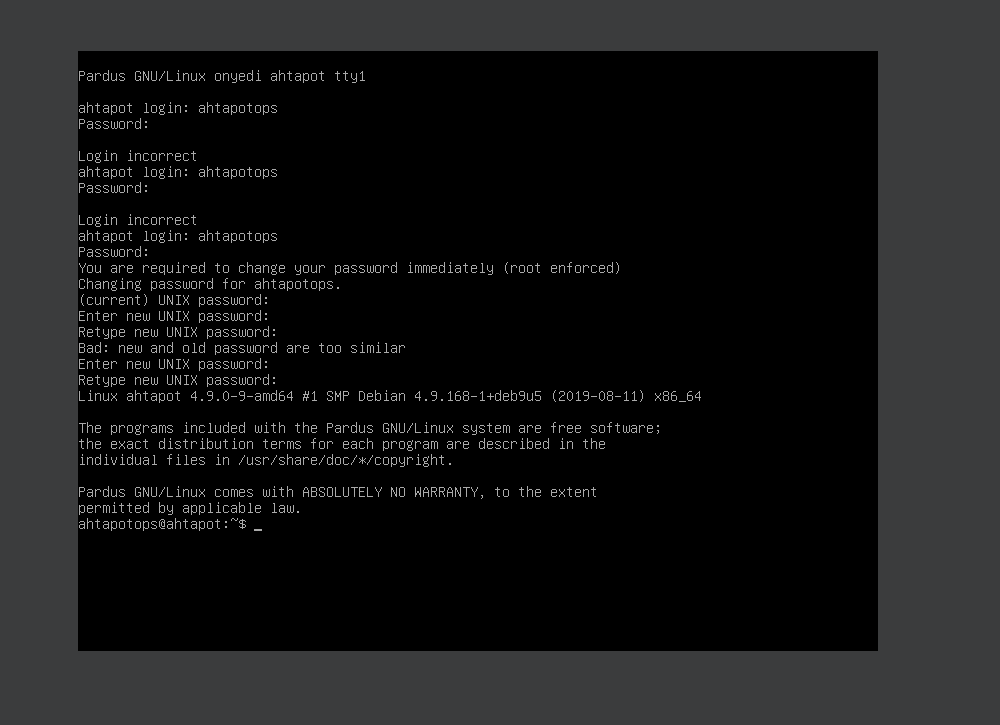 Pardus GNU/Linux onyedi ahtapot tty1
ahtapot login: ahtapotops
Password:
Login incorrect
ahtapot login: ahtapotops
Password:
Login incorrect
ahtapot login: ahtapotops
Password:
You are required to change your password immediately (root enforced)
Changing password for ahtapotops.
(current) UNIX password:
Enter new UNIX password:
Retype new UNIX password:
Bad: new and old password are too similar
Enter new UNIX password:
Retype new UNIX password:
Linux ahtapot 4.9.0-9-amd64 #1 SMP Debian 4.9.168-1+deb9u5 (2019-08-11) x86_64
The programs included with the Pardus GNU/Linux system are free software;
the exact distribution terms for each program are described in the
individual files in /usr/share/doc/*/copyright.
Pardus GNU/Linux comes with ABSOLUTELY NO WARRANTY, to the extent
permitted by applicable law.
ahtapotops@ahtapot:~$ _